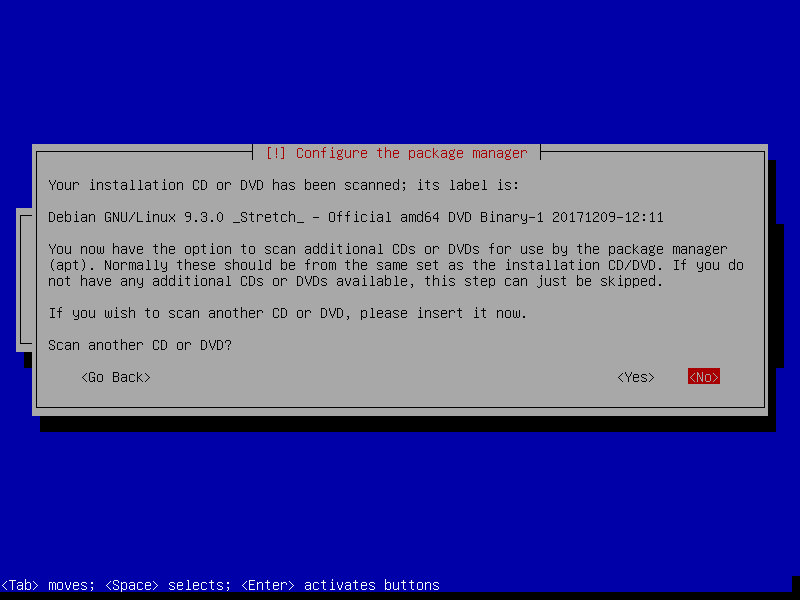 [!] Configure the package manager
Your installation CD or DVD has been scanned; its label is:
Debian GNU/Linux 9.3.0 _Stretch_ - Official amd64 DVD Binary-1 20171209-12:11
You now have the option to scan additional CDs or DVDs for use by the package manager
(apt). Normally these should be from the same set as the installation CD/DVD. If you do
not have any additional CDs or DVDs available, this step can just be skipped.
If you wish to scan another CD or DVD, please insert it now.
Scan another CD or DVD?
<Go Back> <Yes> <No>
<Tab> moves; <Space> selects; <Enter> activates buttons